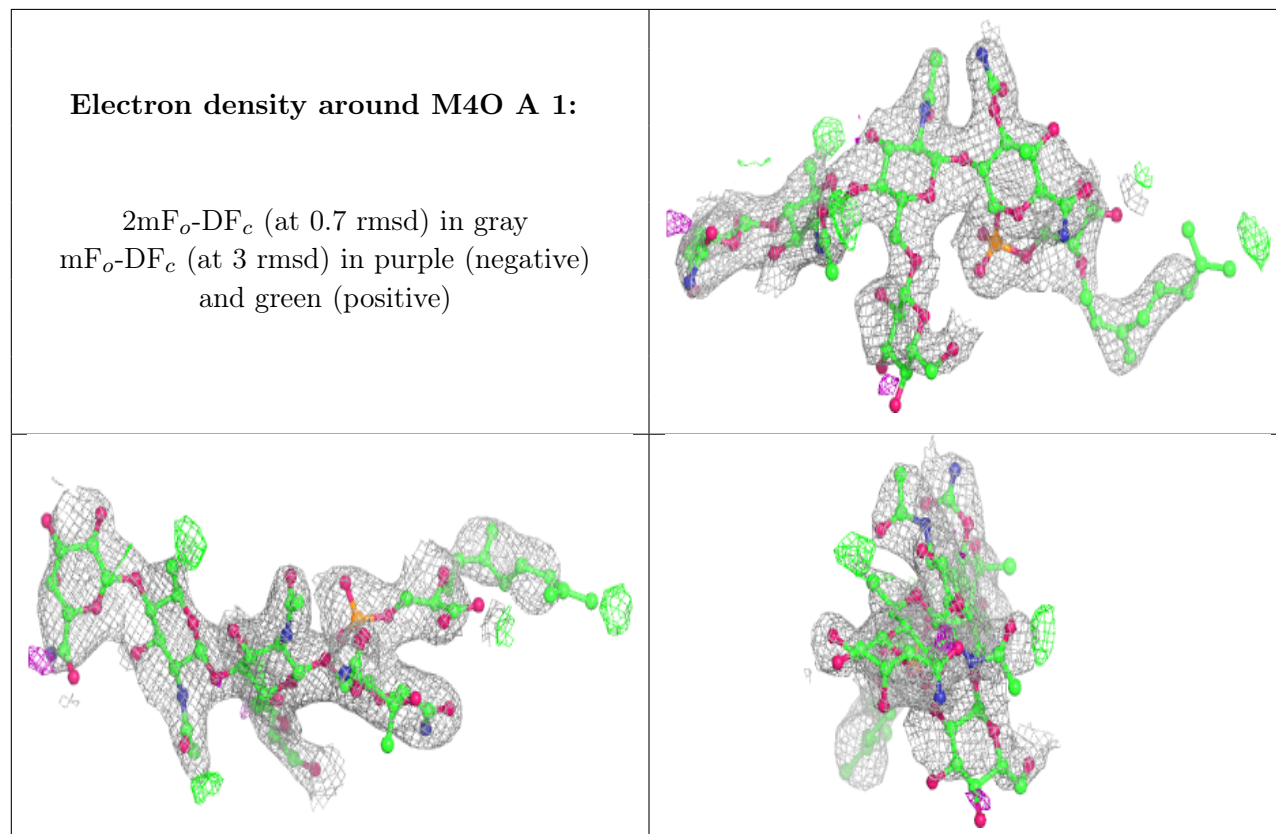 Electron density around M4O A 1:
2mFo-DFc (at 0.7 rmsd) in gray
mFo-DFc (at 3 rmsd) in purple (negative)
and green (positive)